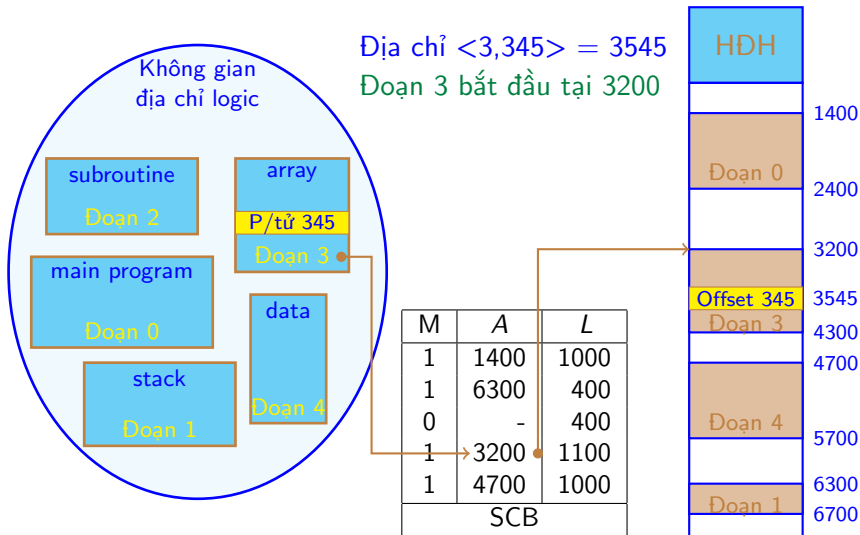 Địa chỉ <3,345> = 3545
Đoạn 3 bắt đầu tại 3200
Không gian
địa chỉ logic
subroutine
Đoạn 2
array
P/tử 345
Đoạn 3
main program
Đoạn 0
data
Đoạn 4
stack
Đoạn 1
M A L
1 1400 1000
1 6300 400
0 - 400
1 3200 1100
1 4700 1000
SCB
HĐH
1400
Đoạn 0
2400
3200
Offset 345 3545
Đoạn 3
4300
4700
Đoạn 4
5700
6300
Đoạn 1
6700